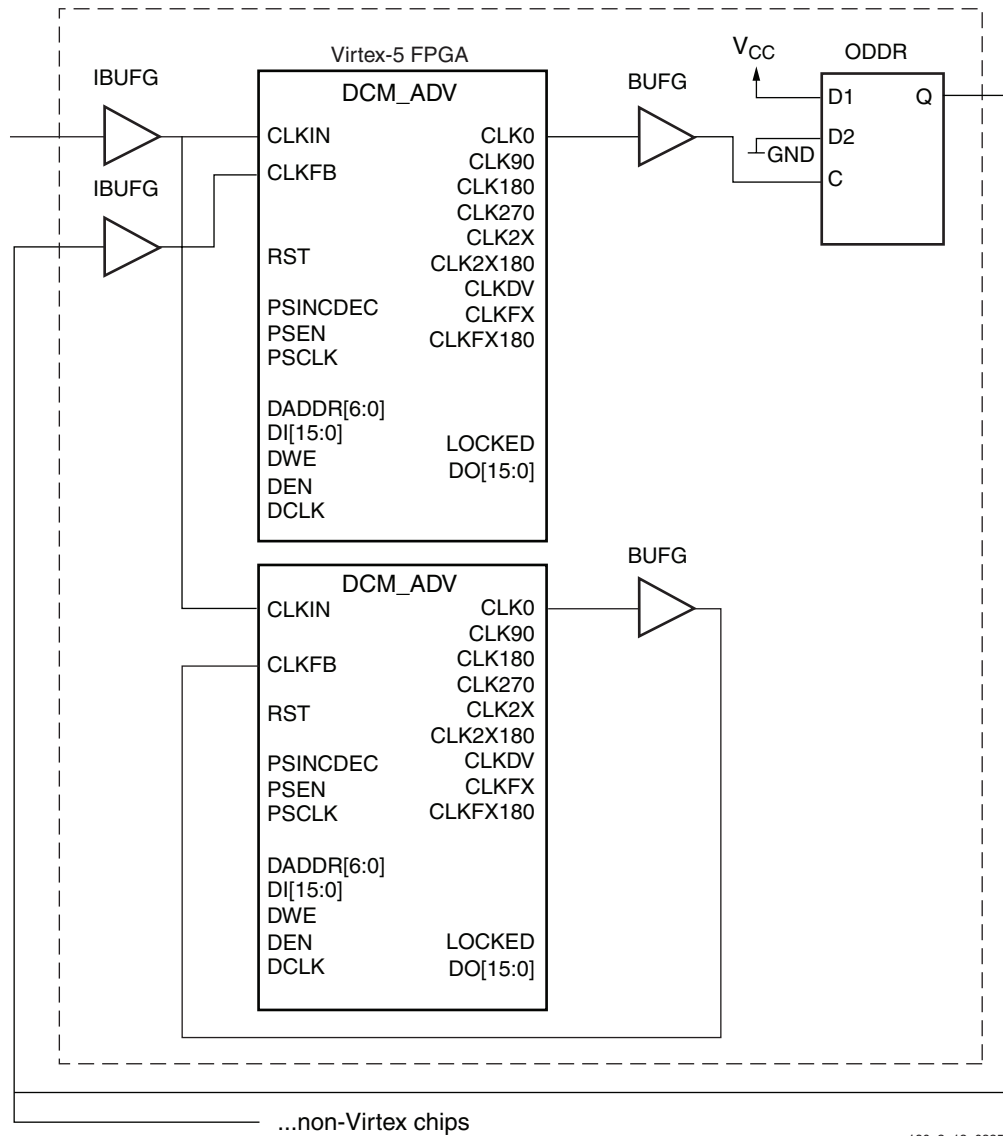 Virtex-5 FPGA
IBUFG
DCM_ADV
CLKIN
CLKFB
RST
PSINCDEC
PSEN
PSCLK
DADDR[6:0]
DI[15:0]
DWE
DEN
DCLK
CLK0
CLK90
CLK180
CLK270
CLK2X
CLK2X180
CLKDV
CLKFX
CLKFX180
LOCKED
DO[15:0]
IBUFG
BUFG
VCC
GND
ODDR
D1
D2
C
Q
DCM_ADV
CLKIN
CLKFB
RST
PSINCDEC
PSEN
PSCLK
DADDR[6:0]
DI[15:0]
DWE
DEN
DCLK
CLK0
CLK90
CLK180
CLK270
CLK2X
CLK2X180
CLKDV
CLKFX
CLKFX180
LOCKED
DO[15:0]
BUFG
...non-Virtex chips